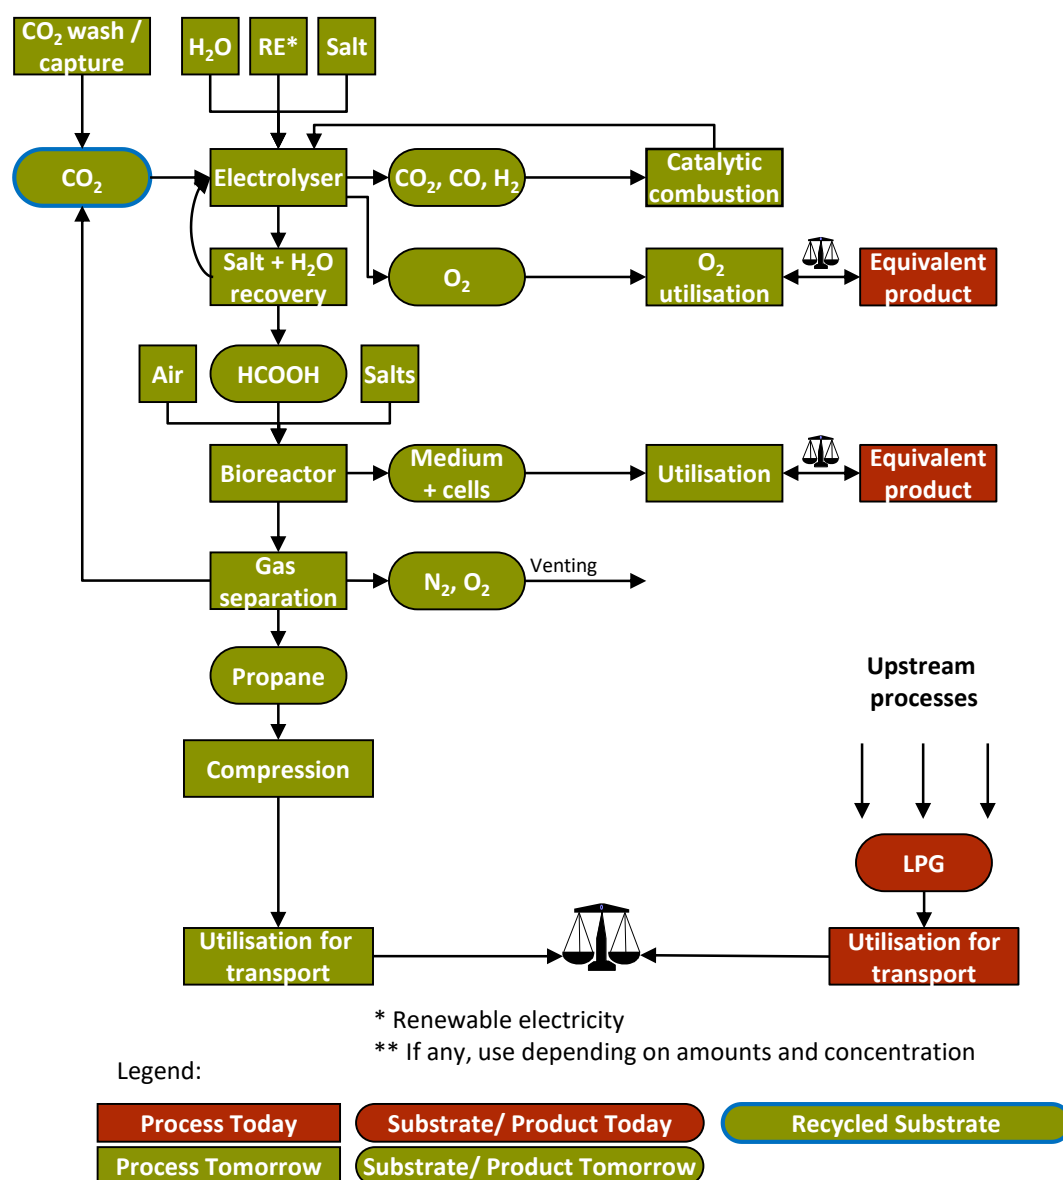 CO₂ wash /
capture
H₂O
RE*
Salt
CO₂
Electrolyser
CO₂, CO, H₂
Catalytic
combustion
Salt + H₂O
recovery
O₂
O₂
utilisation
Equivalent
product
Air
HCOOH
Salts
Bioreactor
Medium
+ cells
Utilisation
Equivalent
product
Gas
separation
N₂, O₂
Venting
Propane
Upstream
processes
Compression
LPG
Utilisation for
transport
Utilisation for
transport
* Renewable electricity
** If any, use depending on amounts and concentration
Legend:
Process Today
Substrate/ Product Today
Recycled Substrate
Process Tomorrow
Substrate/ Product Tomorrow